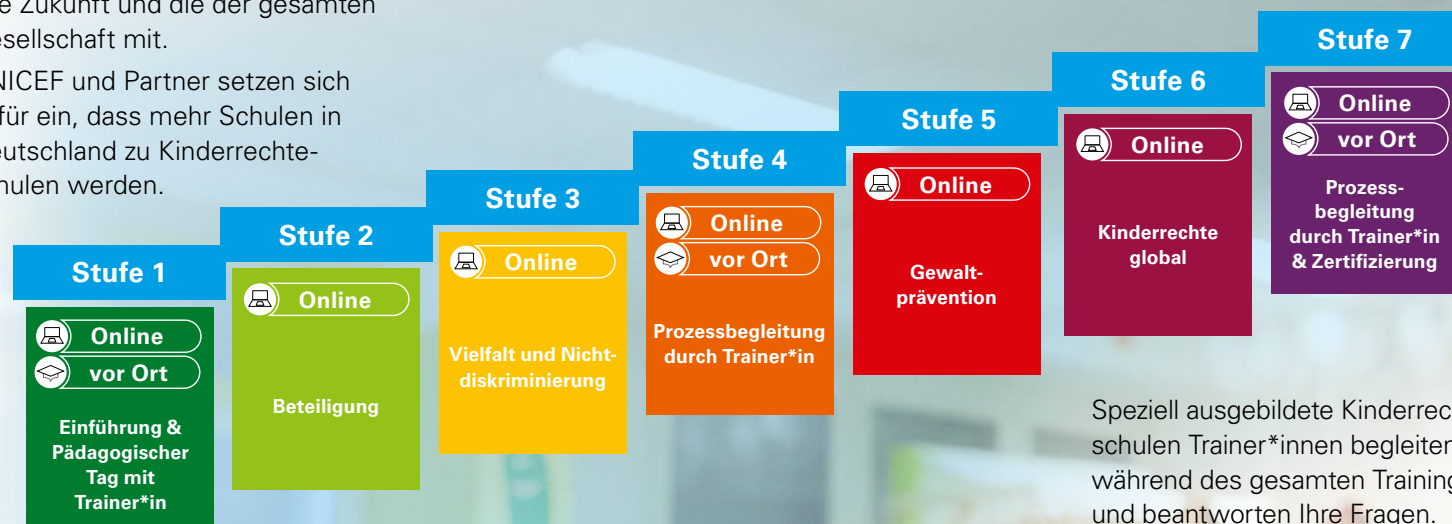 e Zukunft und die der gesamten
esellschaft mit.
NICEF und Partner setzen sich
für ein, dass mehr Schulen in
eutschland zu Kinderrechte-
hulen werden.
Stufe 1
Online
vor Ort
Einführung &
Pädagogischer
Tag mit
Trainer*in
Stufe 2
Online
Beteiligung
Stufe 3
Online
Vielfalt und Nicht-
diskriminierung
Stufe 4
Online
vor Ort
Prozessbegleitung
durch Trainer*in
Stufe 5
Online
Gewalt-
prävention
Stufe 6
Online
Kinderrechte
global
Stufe 7
Online
vor Ort
Prozess-
begleitung
durch Trainer*in
& Zertifizierung
Speziell ausgebildete Kinderrec
schulen Trainer*innen begleiten
während des gesamten Training
und beantworten Ihre Fragen.